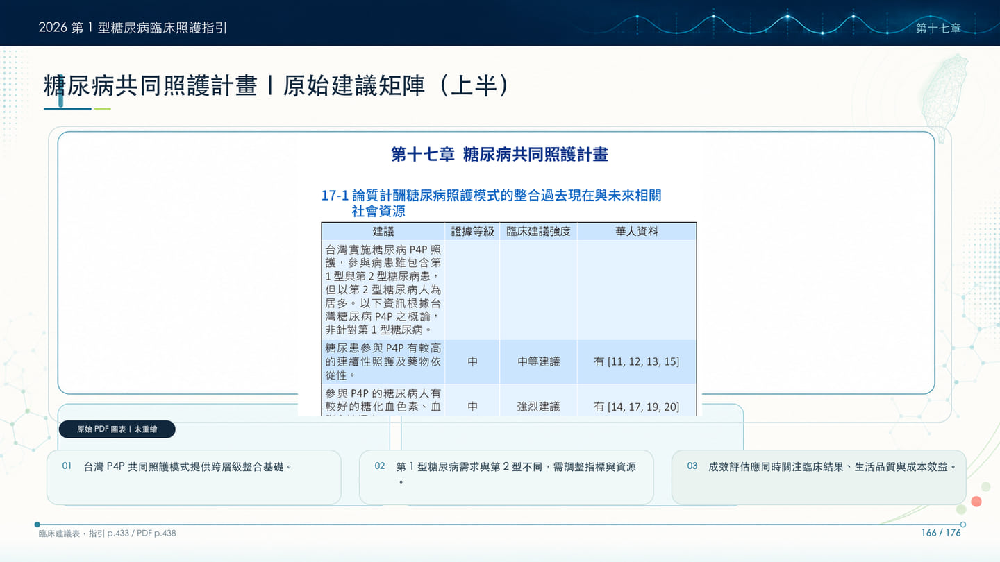 2026 第 1 型糖尿病臨床照護指引
第十七章
糖尿病共同照護計畫｜原始建議矩陣（上半）
第十七章 糖尿病共同照護計畫
17-1 論質計酬糖尿病照護模式的整合過去現在與未來相關
社會資源
建議 證據等級 臨床建議強度 華人資料
台灣實施糖尿病 P4P 照
護，參與病患雖包含第
1 型與第 2 型糖尿病患，
但以第 2 型糖尿病人為
居多。以下資訊根據台
灣糖尿病 P4P 之概論，
非針對第 1 型糖尿病。
糖尿患參與 P4P 有較高
的連續性照護及藥物依
從性。
中 中等建議 有 [11, 12, 13, 15]
參與 P4P 的糖尿病人有
較好的糖化血色素、血
中 強烈建議 有 [14, 17, 19, 20]
原始 PDF 圖表｜未重繪
01 台灣 P4P 共同照護模式提供跨層級整合基礎。
02 第 1 型糖尿病需求與第 2 型不同，需調整指標與資源
。
03 成效評估應同時關注臨床結果、生活品質與成本效益。
臨床建議表，指引 p.433 / PDF p.438
166 / 176